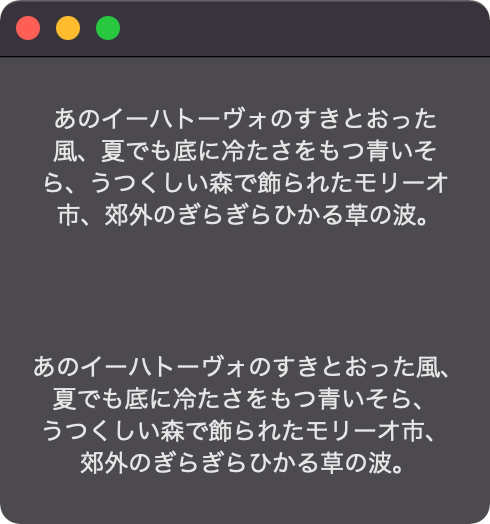 あのイーハトーヴォのすきとおった
風、夏でも底に冷たさをもつ青いそ
ら、うつくしい森で飾られたモリーオ
市、郊外のぎらぎらひかる草の波。
あのイーハトーヴォのすきとおった風、
夏でも底に冷たさをもつ青いそら、
うつくしい森で飾られたモリーオ市、
郊外のぎらぎらひかる草の波。